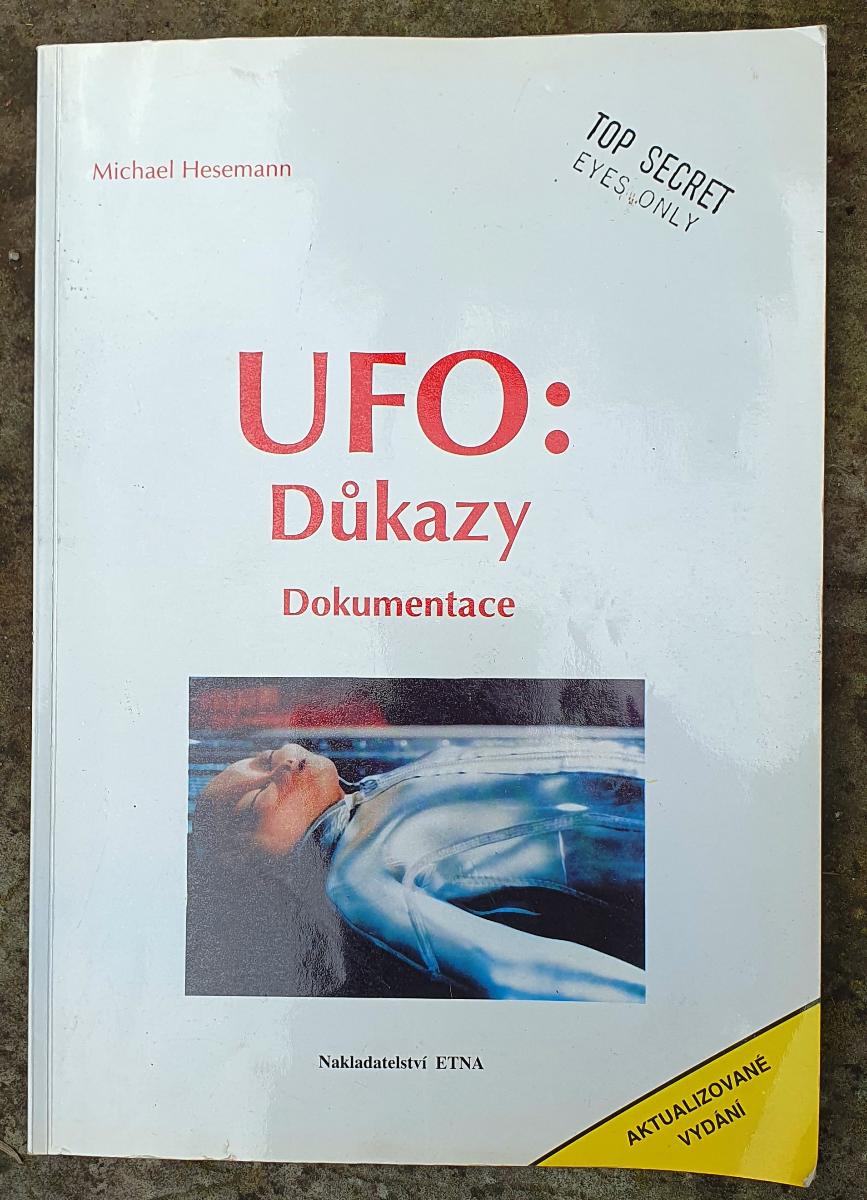 Michael Hesemann
TOP SECRET
EYES ONLY
UFO:
Důkazy
Dokumentace
Nakladatelství ETNA
AKTUALIZOVANÉ
VYDÁNÍ